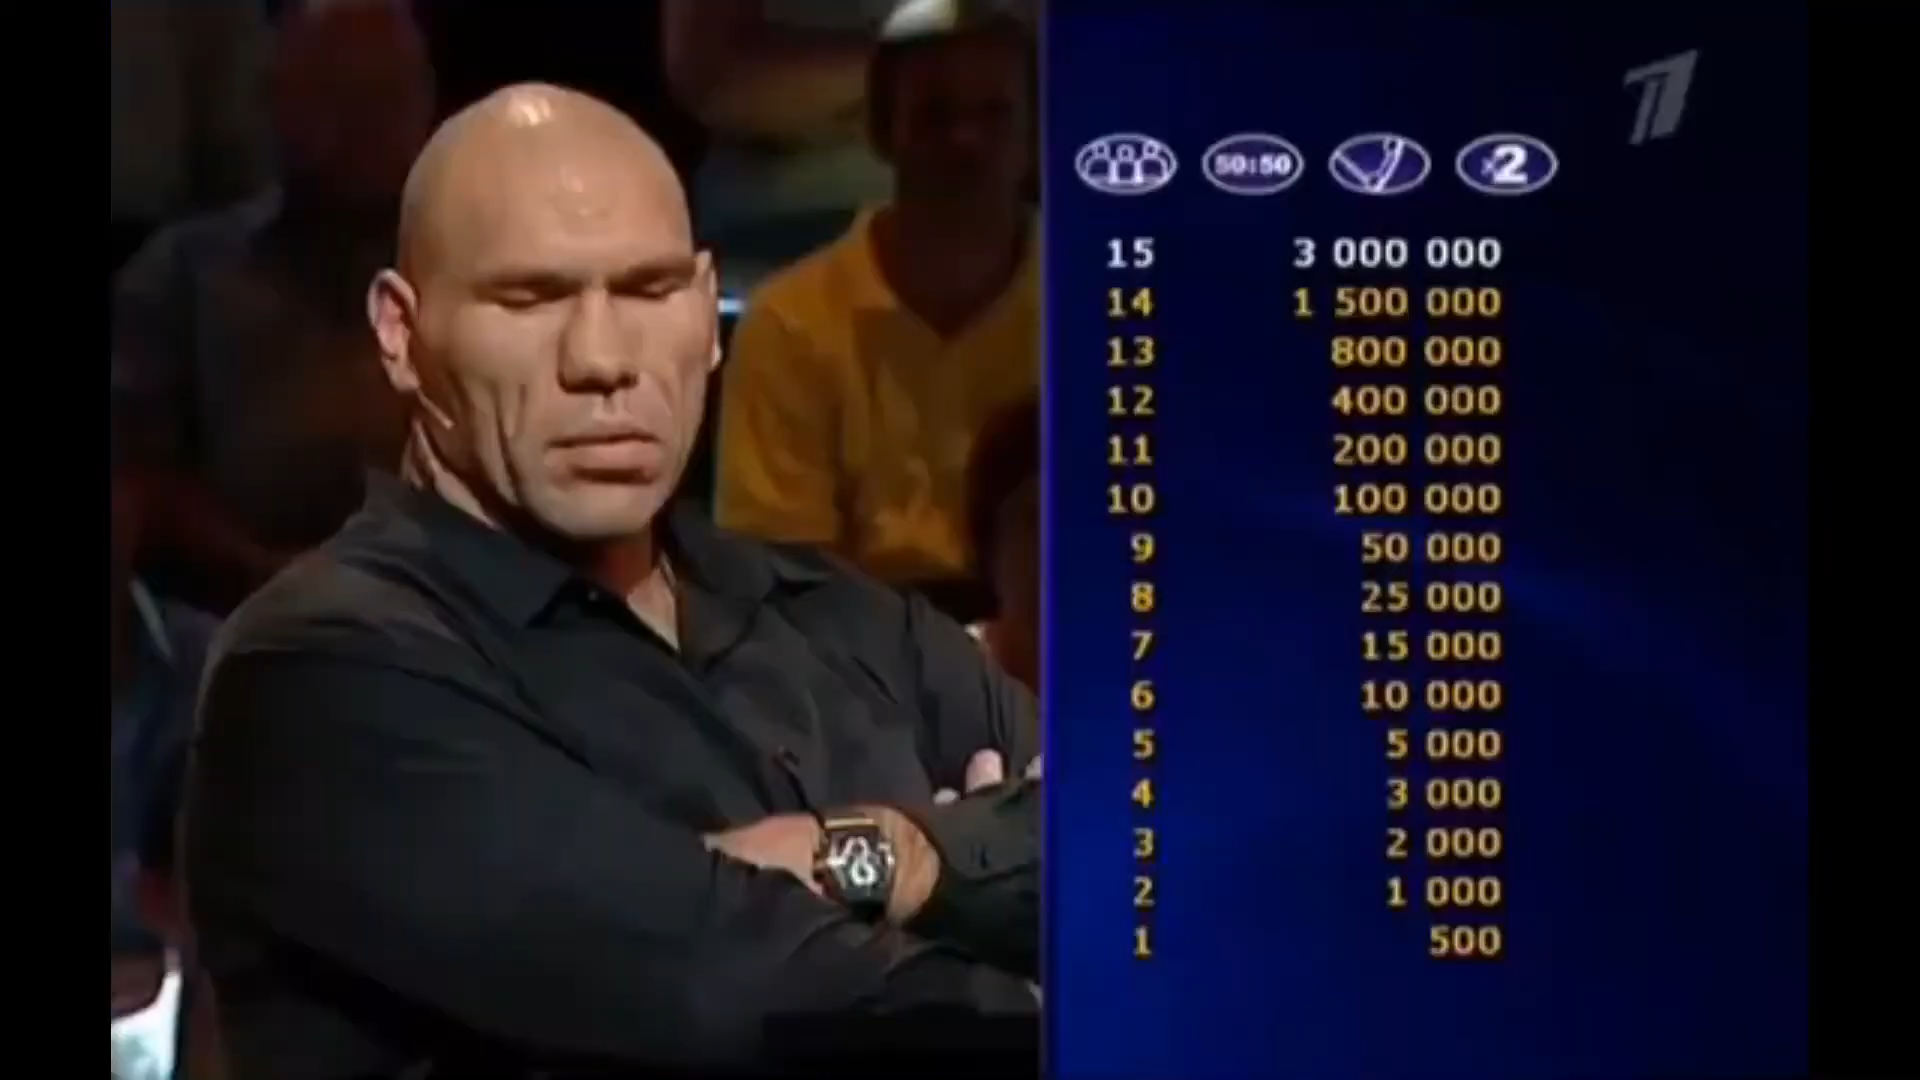 50:50 x2
15 3 000 000
14 1 500 000
13 800 000
12 400 000
11 200 000
10 100 000
9 50 000
8 25 000
7 15 000
6 10 000
5 5 000
4 3 000
3 2 000
2 1 000
1 500